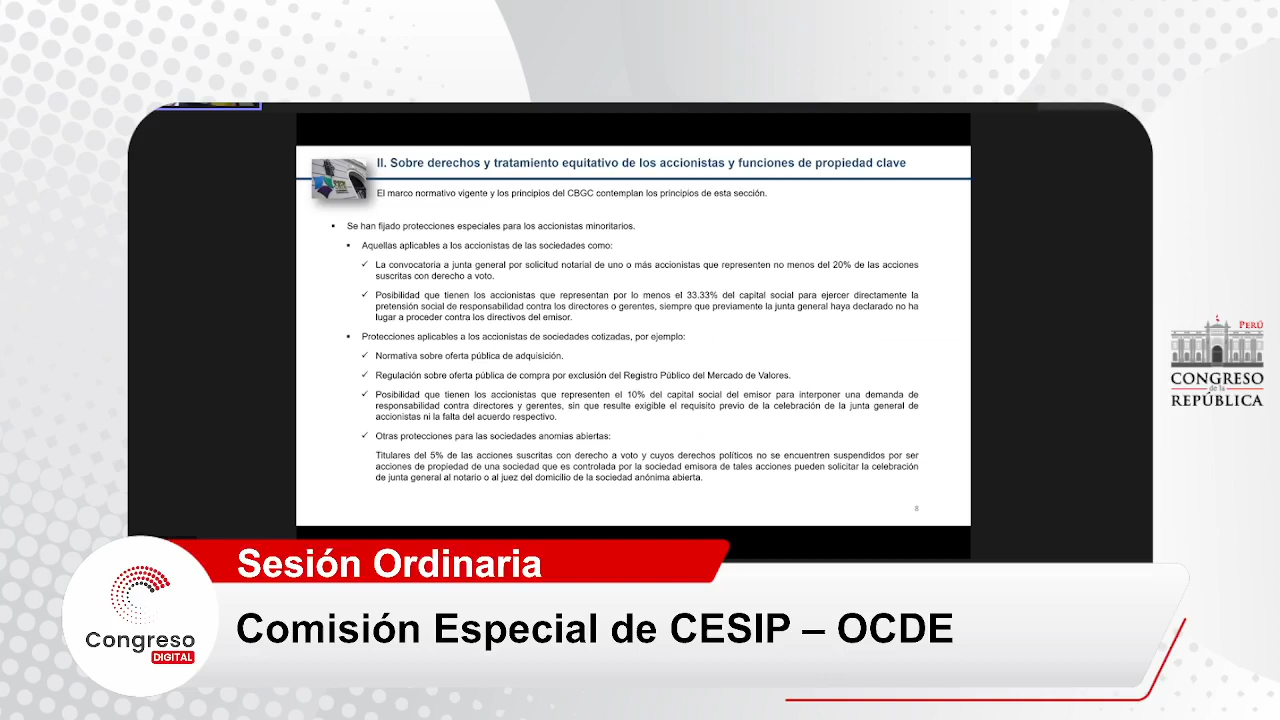 II. Sobre derechos y tratamiento equitativo de los accionistas y funciones de propiedad clave
El marco normativo vigente y los principios del CBGC contemplan los principios de esta sección.
▪ Se han fijado protecciones especiales para los accionistas minoritarios.
▪ Aquellas aplicables a los accionistas de las sociedades como:
✓ La convocatoria a junta general por solicitud notarial de uno o más accionistas que representen no menos del 20% de las acciones
suscritas con derecho a voto.
✓ Posibilidad que tienen los accionistas que representan por lo menos el 33.33% del capital social para ejercer directamente la
pretensión social de responsabilidad contra los directores o gerentes, siempre que previamente la junta general haya declarado no ha
lugar a proceder contra los directivos del emisor.
▪ Protecciones aplicables a los accionistas de sociedades cotizadas, por ejemplo:
✓ Normativa sobre oferta pública de adquisición.
✓ Regulación sobre oferta pública de compra por exclusión del Registro Público del Mercado de Valores.
✓ Posibilidad que tienen los accionistas que representen el 10% del capital social del emisor para interponer una demanda de
responsabilidad contra directores y gerentes, sin que resulte exigible el requisito previo de la celebración de la junta general de
accionistas ni la falta del acuerdo respectivo.
✓ Otras protecciones para las sociedades anomias abiertas:
Titulares del 5% de las acciones suscritas con derecho a voto y cuyos derechos políticos no se encuentren suspendidos por ser
acciones de propiedad de una sociedad que es controlada por la sociedad emisora de tales acciones pueden solicitar la celebración
de junta general al notario o al juez del domicilio de la sociedad anónima abierta.
8
PERÚ
CONGRESO
de la
REPÚBLICA
Sesión Ordinaria
Comisión Especial de CESIP – OCDE
Congreso
DIGITAL